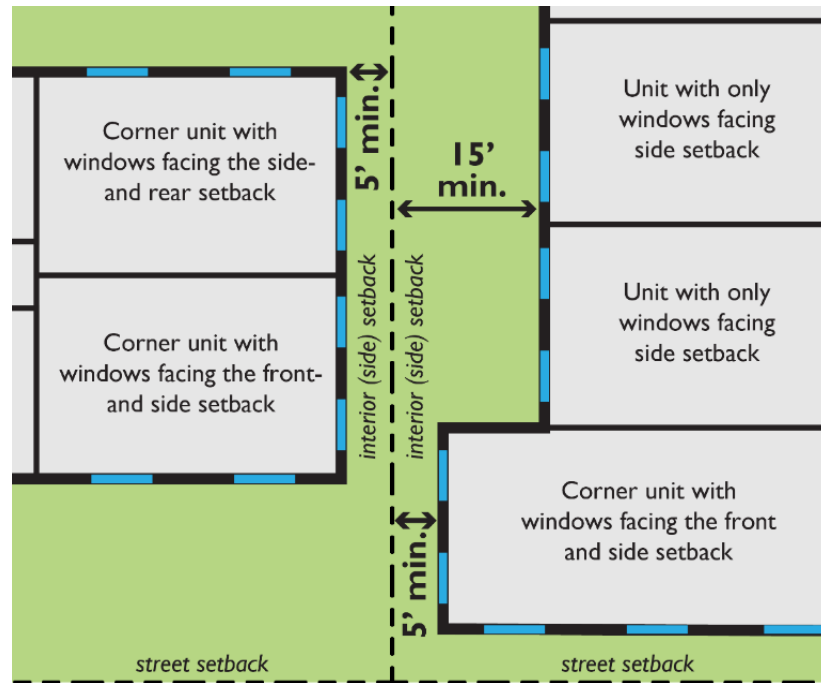 Corner unit with
windows facing the side-
and rear setback
5’ min.
15’
min.
Unit with only
windows facing
side setback
Corner unit with
windows facing the front-
and side setback
interior (side) setback
interior (side) setback
Unit with only
windows facing
side setback
5’ min.
Corner unit with
windows facing the front
and side setback
street setback
street setback